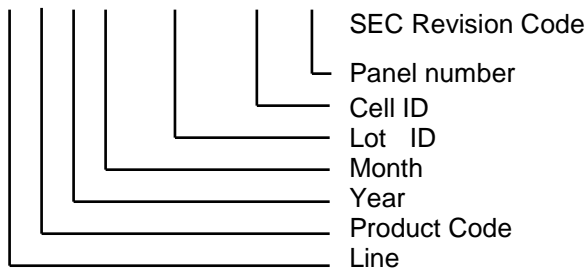 SEC Revision Code
Panel number
Cell ID
Lot ID
Month
Year
Product Code
Line